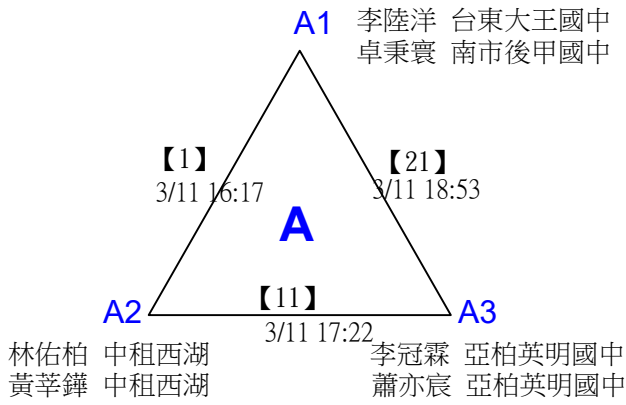 A1 李陸洋 台東大王國中
卓秉寰 南市後甲國中
【1】
3/11 16:17
【21】
3/11 18:53
A
【11】
3/11 17:22
A2
A3
林佑柏 中租西湖
黃莘鏵 中租西湖
李冠霖 亞柏英明國中
蕭亦宸 亞柏英明國中